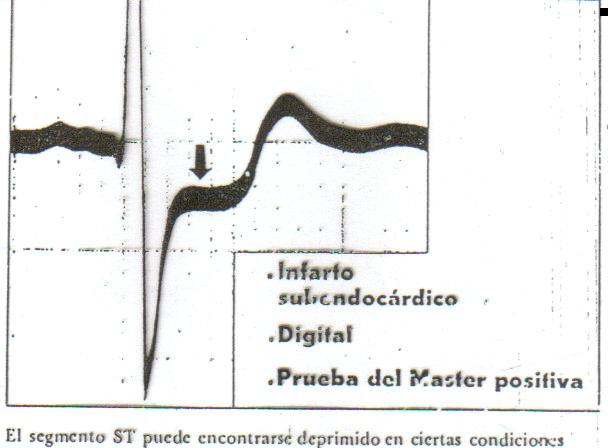 .Infarto
subendocárdico
.Digital
.Prueba del Master positiva
El segmento ST puede encontrarse deprimido en ciertas condiciones